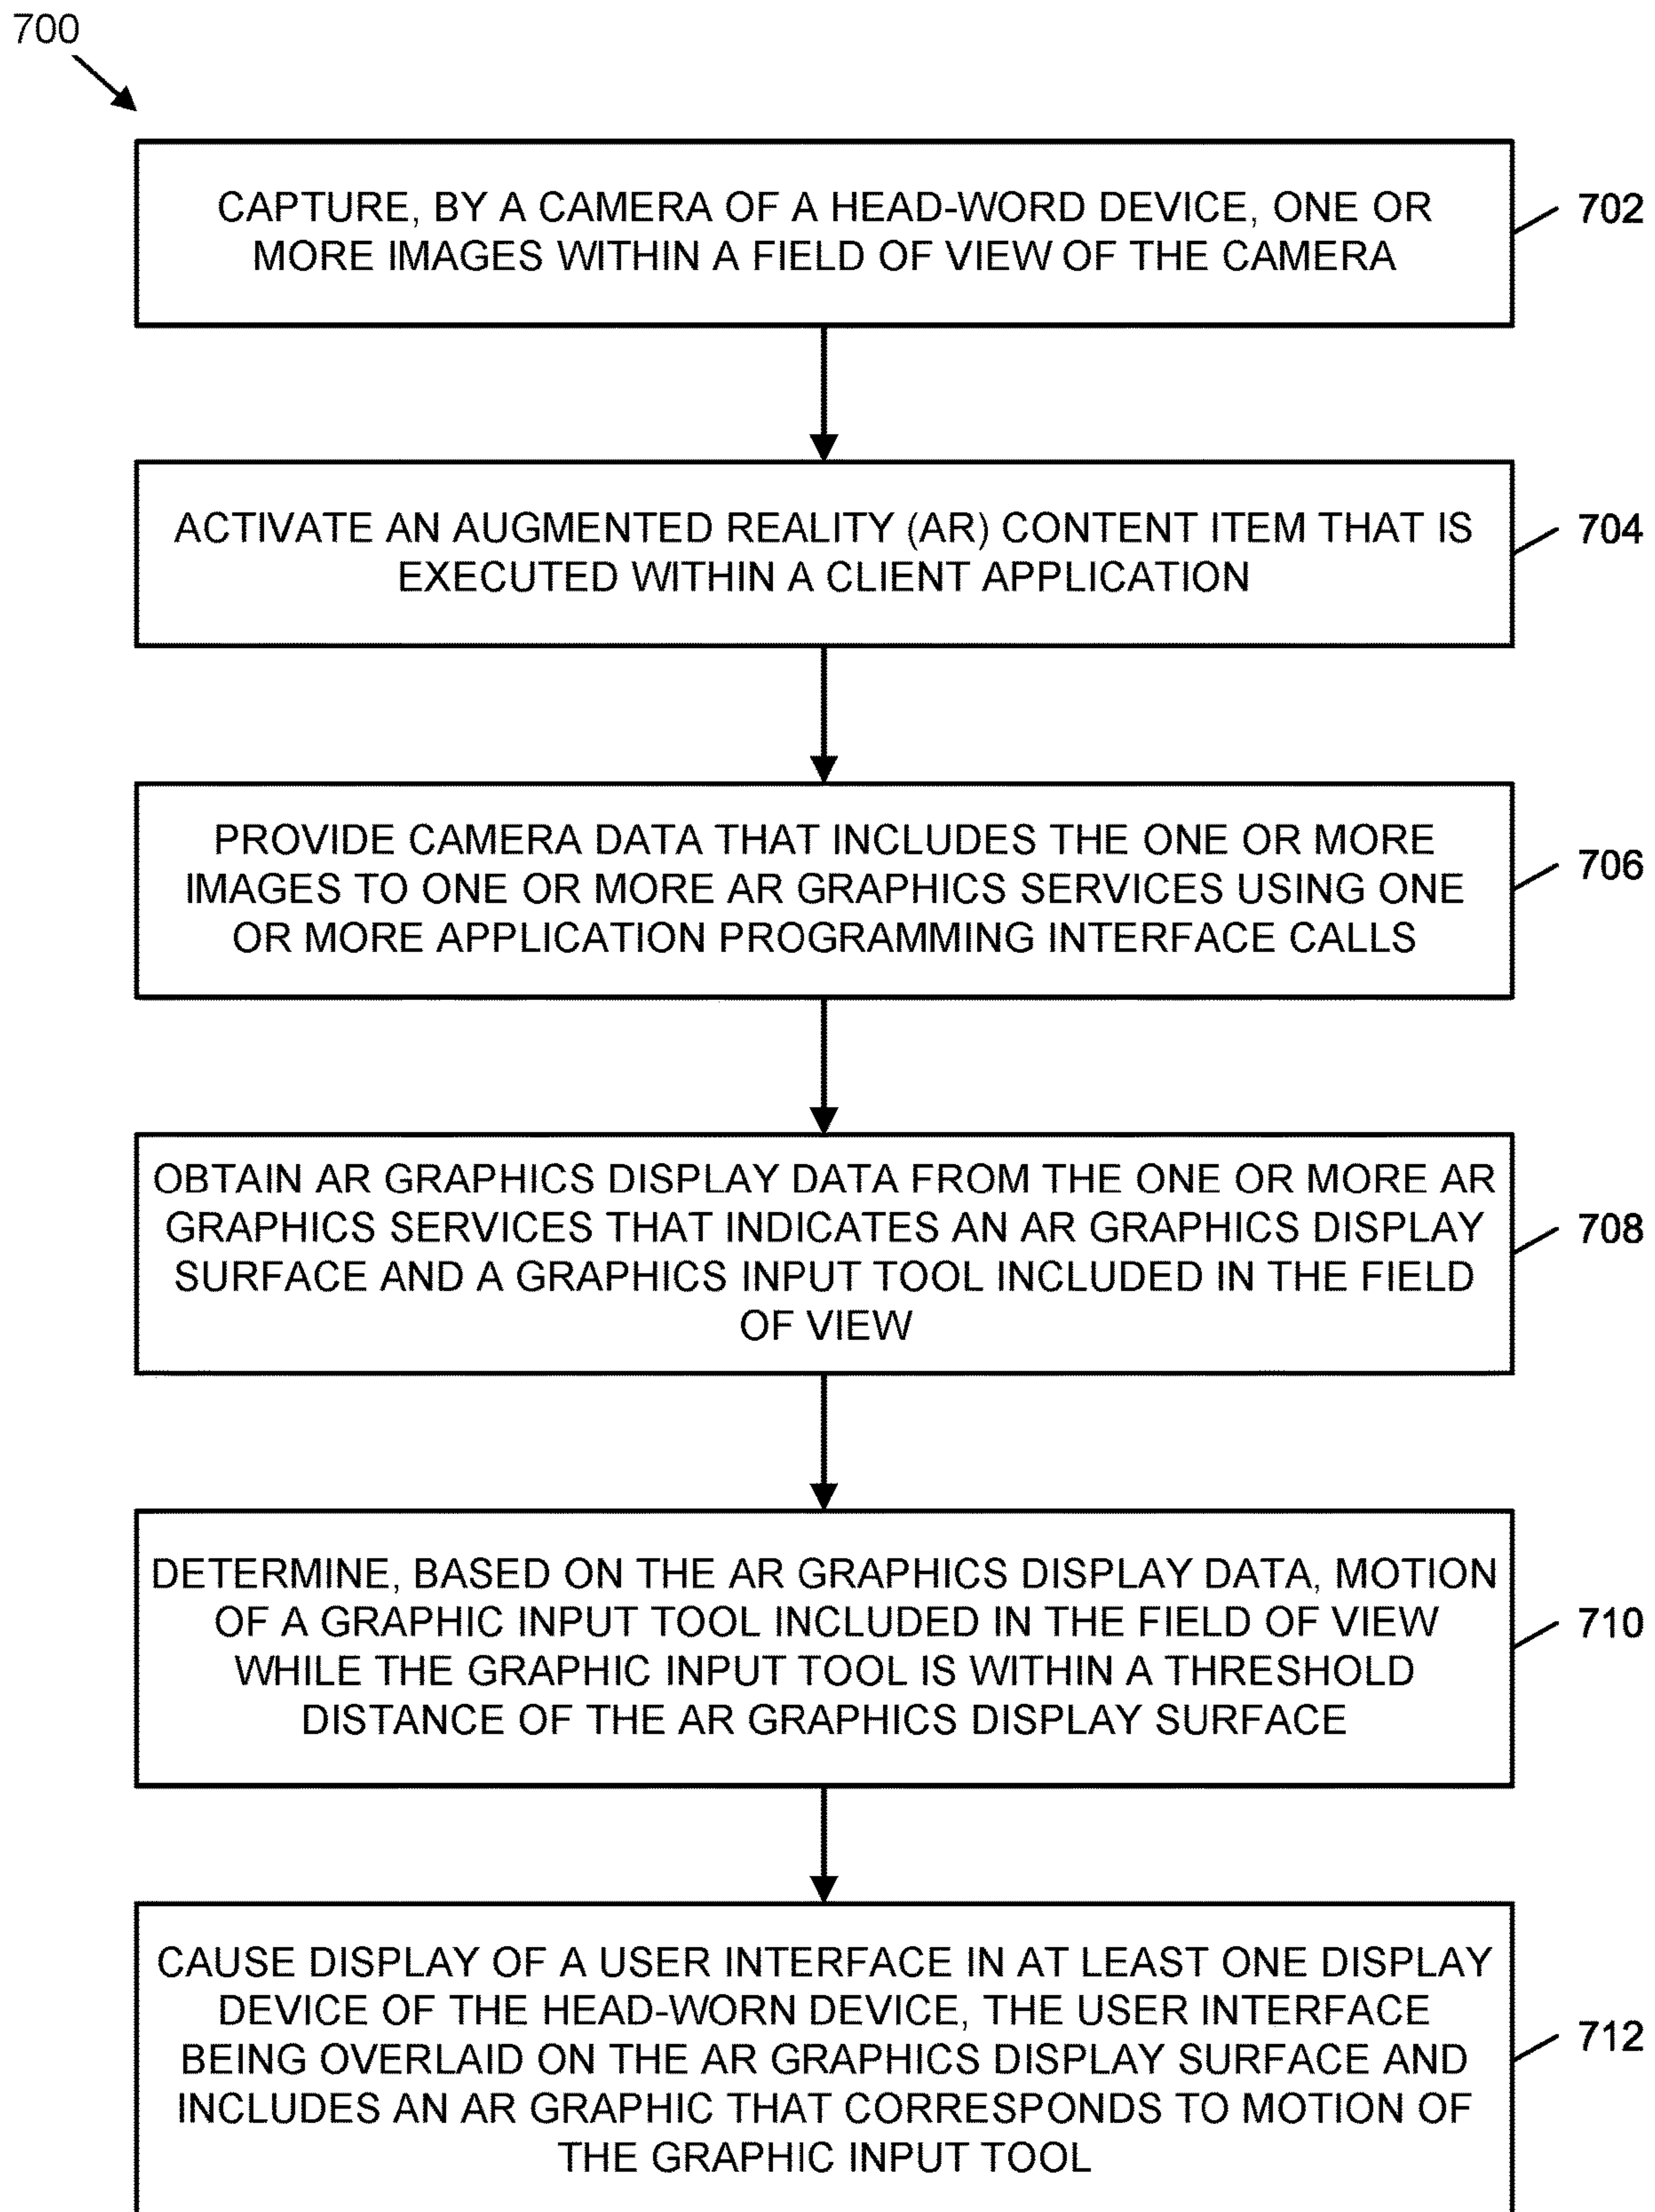 700
CAPTURE, BY A CAMERA OF A HEAD-WORD DEVICE, ONE OR
MORE IMAGES WITHIN A FIELD OF VIEW OF THE CAMERA
702
ACTIVATE AN AUGMENTED REALITY (AR) CONTENT ITEM THAT IS
EXECUTED WITHIN A CLIENT APPLICATION
704
PROVIDE CAMERA DATA THAT INCLUDES THE ONE OR MORE
IMAGES TO ONE OR MORE AR GRAPHICS SERVICES USING ONE
OR MORE APPLICATION PROGRAMMING INTERFACE CALLS
706
OBTAIN AR GRAPHICS DISPLAY DATA FROM THE ONE OR MORE AR
GRAPHICS SERVICES THAT INDICATES AN AR GRAPHICS DISPLAY
SURFACE AND A GRAPHICS INPUT TOOL INCLUDED IN THE FIELD
OF VIEW
708
DETERMINE, BASED ON THE AR GRAPHICS DISPLAY DATA, MOTION
OF A GRAPHIC INPUT TOOL INCLUDED IN THE FIELD OF VIEW
WHILE THE GRAPHIC INPUT TOOL IS WITHIN A THRESHOLD
DISTANCE OF THE AR GRAPHICS DISPLAY SURFACE
710
CAUSE DISPLAY OF A USER INTERFACE IN AT LEAST ONE DISPLAY
DEVICE OF THE HEAD-WORN DEVICE, THE USER INTERFACE
BEING OVERLAID ON THE AR GRAPHICS DISPLAY SURFACE AND
INCLUDES AN AR GRAPHIC THAT CORRESPONDS TO MOTION OF
THE GRAPHIC INPUT TOOL
712